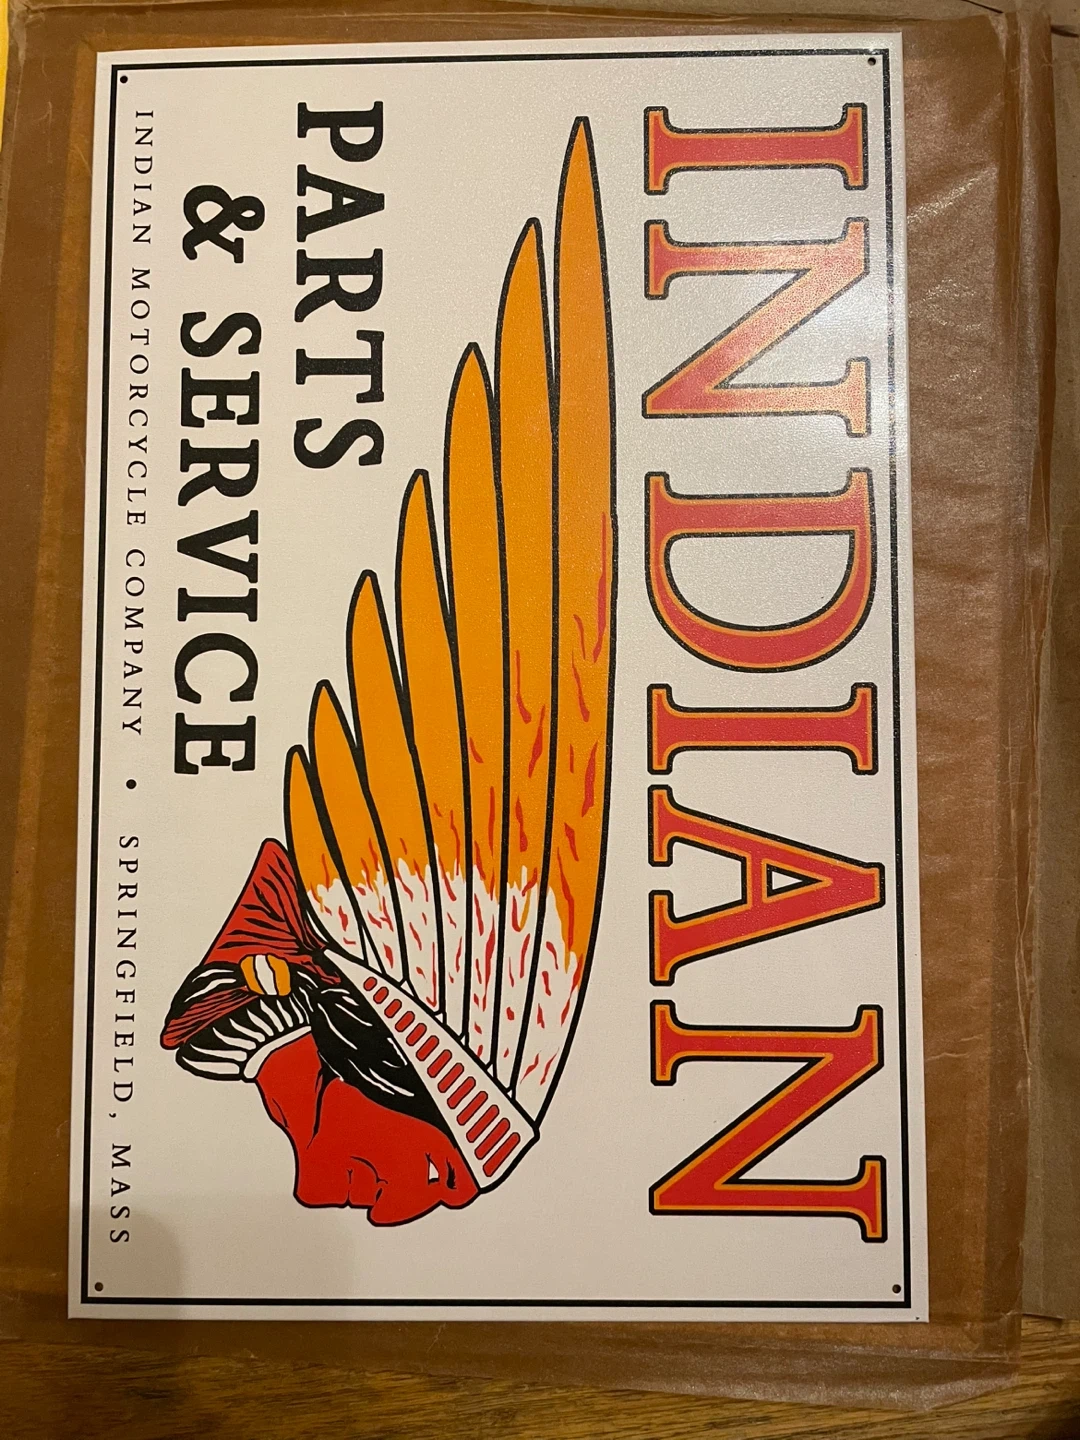 INDIAN
PARTS
& SERVICE
INDIAN MOTORCYCLE COMPANY • SPRINGFIELD, MASS